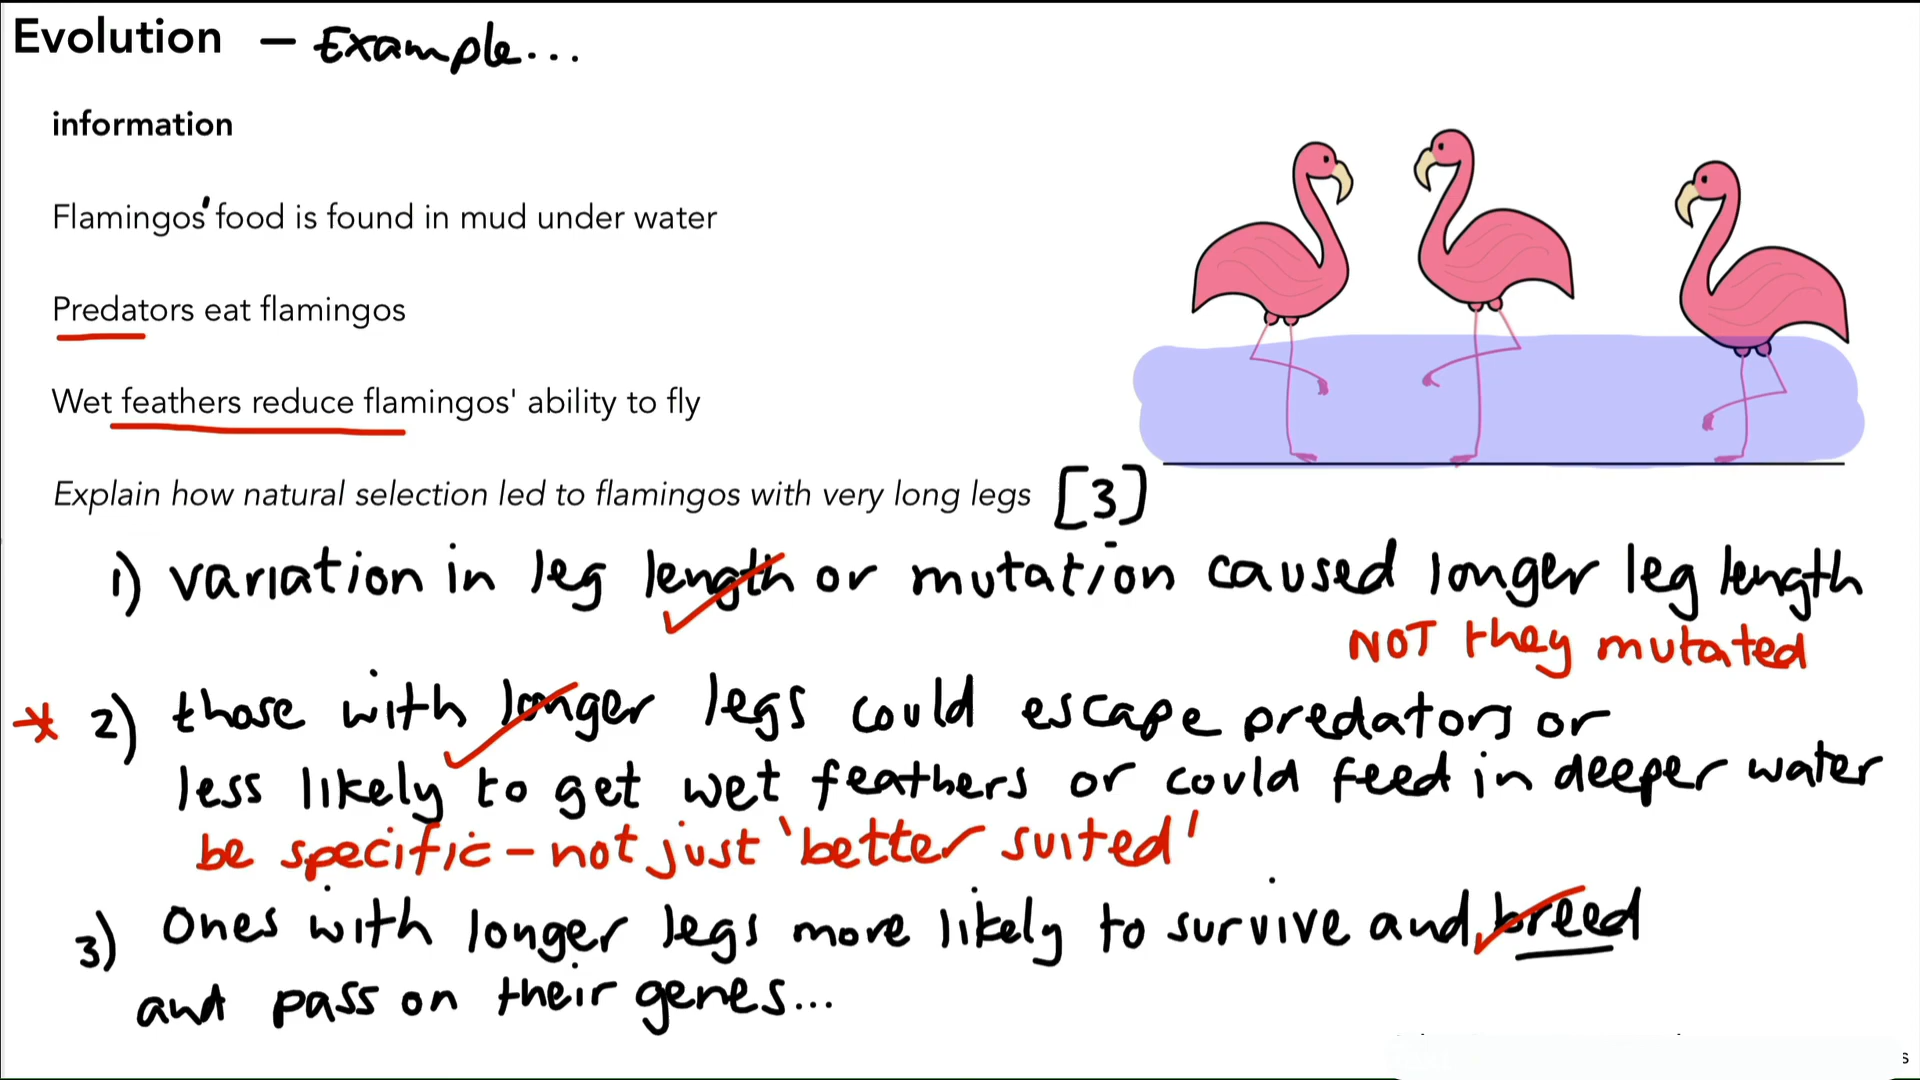 Evolution - Example...
information
Flamingos' food is found in mud under water
Predators eat flamingos
Wet feathers reduce flamingos' ability to fly
Explain how natural selection led to flamingos with very long legs [3]
1) variation in leg length or mutation caused longer leg length
NOT they mutated
* 2) those with longer legs could escape predators or
less likely to get wet feathers or could feed in deeper water
be specific - not just 'better suited'
3) Ones with longer legs more likely to survive and breed
and pass on their genes...
s